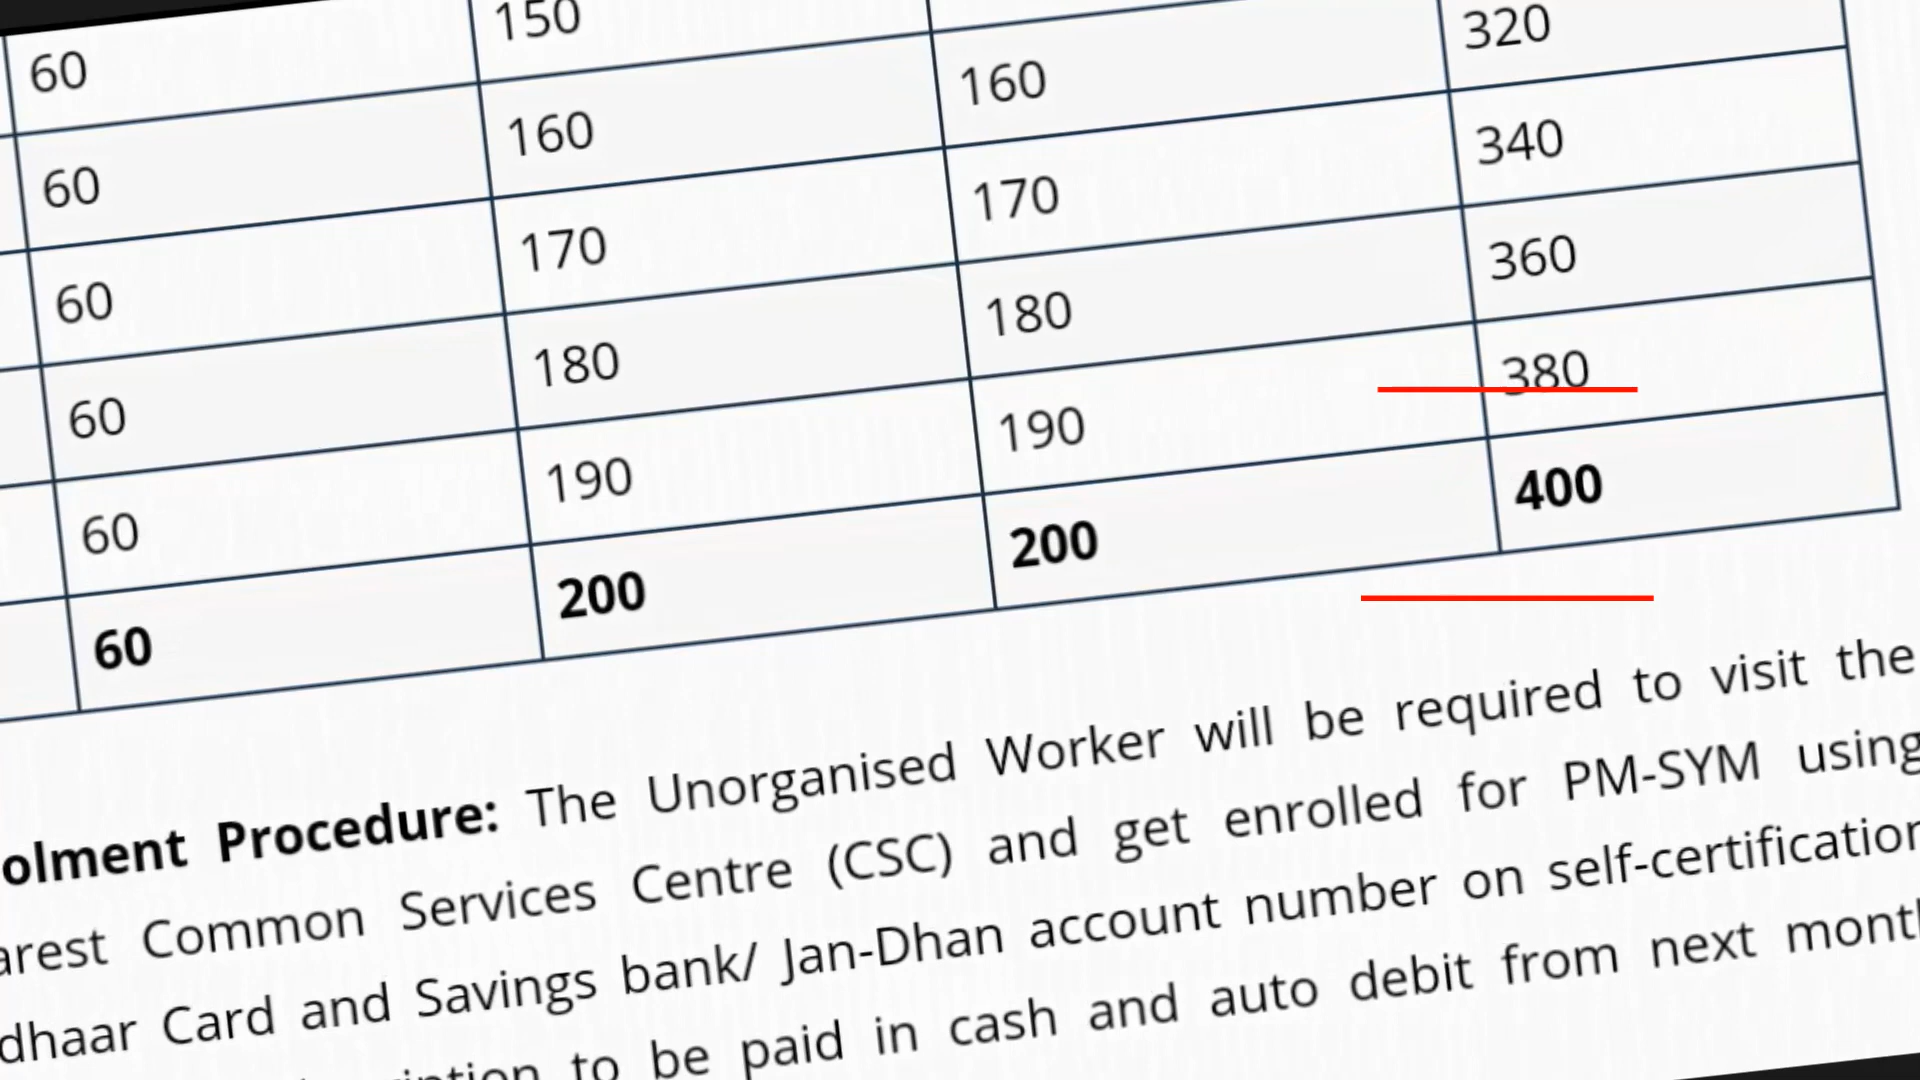 60 150
60 160 160 320
60 170 170 340
60 180 180 360
60 190 190 380
60 200 200 400
olment Procedure: The Unorganised Worker will be required to visit the
arest Common Services Centre (CSC) and get enrolled for PM-SYM using
dhaar Card and Savings bank/ Jan-Dhan account number on self-certification
ription to be paid in cash and auto debit from next month